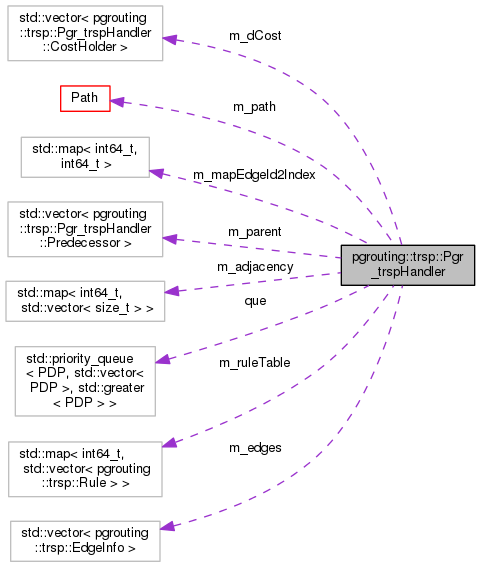 std::vector< pgrouting
::trsp::Pgr_trspHandler
::CostHolder >
m_dCost
Path
m_path
std::map< int64_t,
int64_t >
m_mapEdgeId2Index
std::vector< pgrouting
::trsp::Pgr_trspHandler
::Predecessor >
m_parent
pgrouting::trsp::Pgr
_trspHandler
m_adjacency
std::map< int64_t,
std::vector< size_t > >
que
std::priority_queue
< PDP, std::vector<
PDP >, std::greater
< PDP > >
m_ruleTable
std::map< int64_t,
std::vector< pgrouting
::trsp::Rule > >
m_edges
std::vector< pgrouting
::trsp::EdgeInfo >